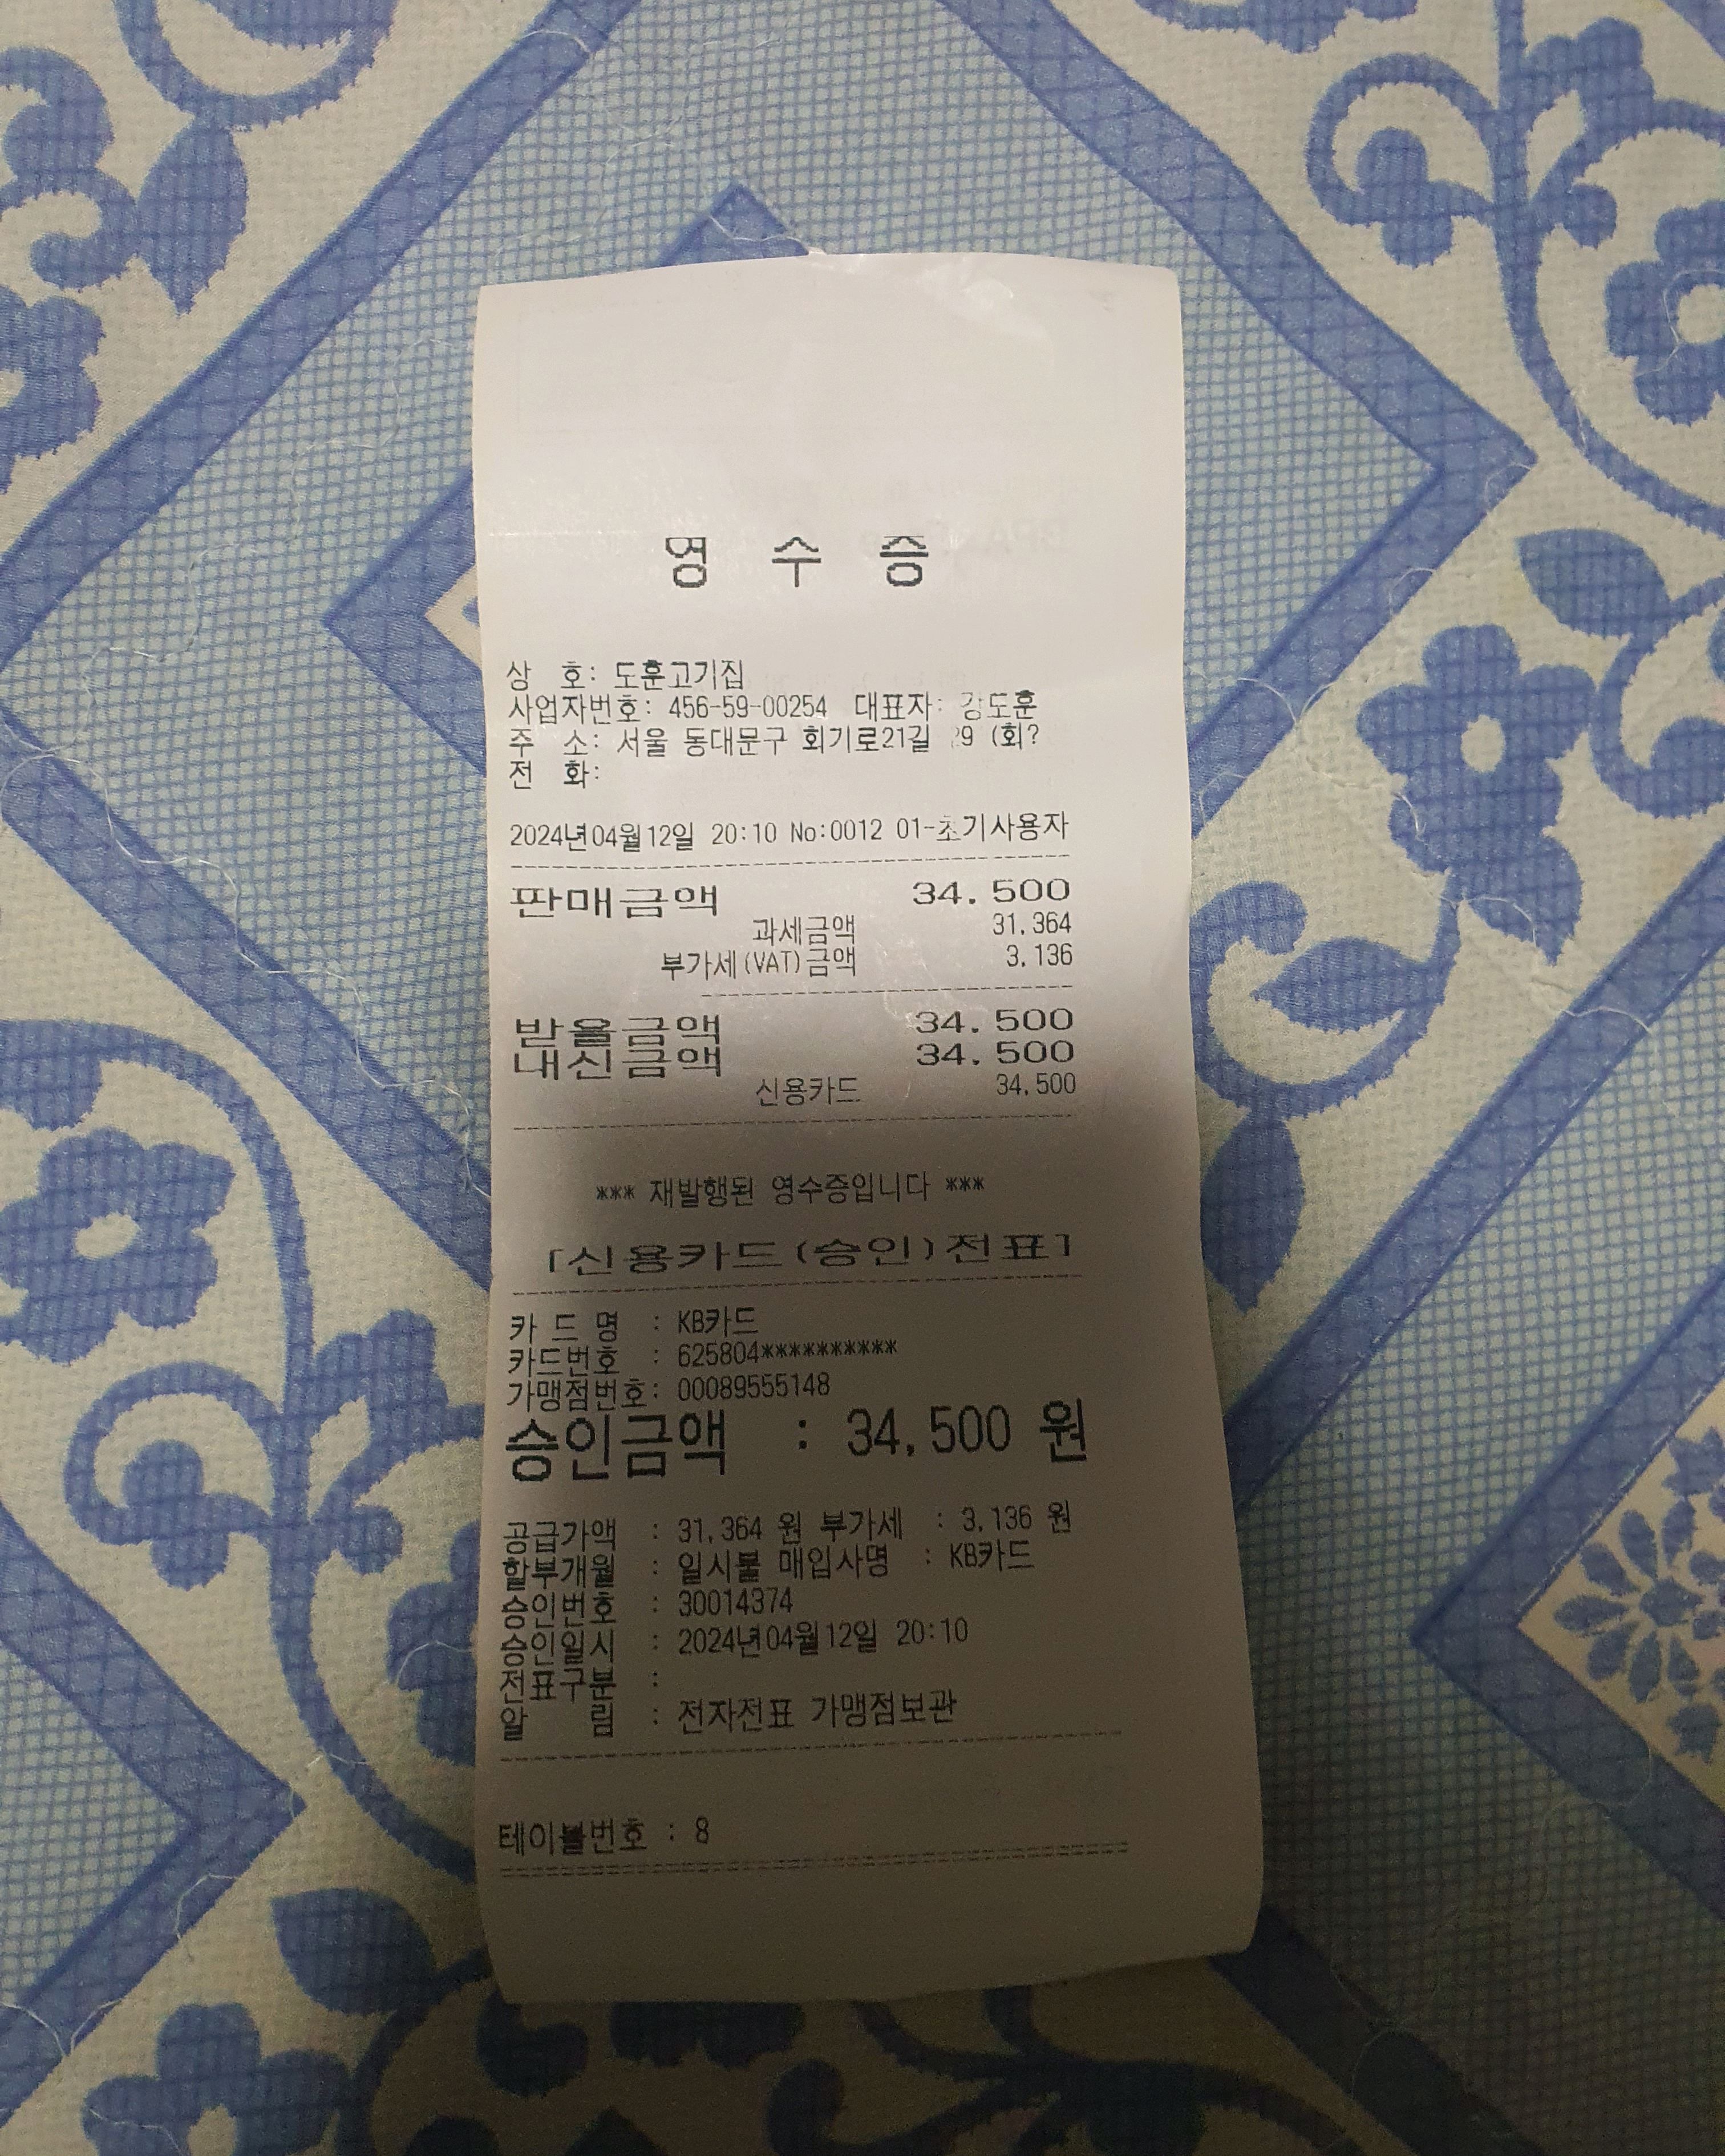 영 수 증
상 호: 도훈고기집
사업자번호: 456-59-00254 대표자: 강도훈
주 소: 서울 동대문구 회기로21길 (회?
전 화:
2024년04월12일 20:10 No:0012 01-초기사용자
판매금액 34.500
과세금액 31.364
부가세(VAT)금액 3.136
받을금액 34.500
내신금액 34.500
신용카드 34,500
*** 재발행된 영수증입니다 ***
[신용카드(승인)전표]
카 드 명 : KB카드
카드번호 : 625804**********
가맹점번호: 00089555148
승인금액 : 34,500 원
공급가액 : 31,364 원 부가세 : 3,136 원
할부개월 : 일시불 매입사명 : KB카드
승인번호 : 30014374
승인일시 : 2024년04월12일 20:10
전표구분 :
알 림 : 전자전표 가맹점보관
테이블번호 : 8